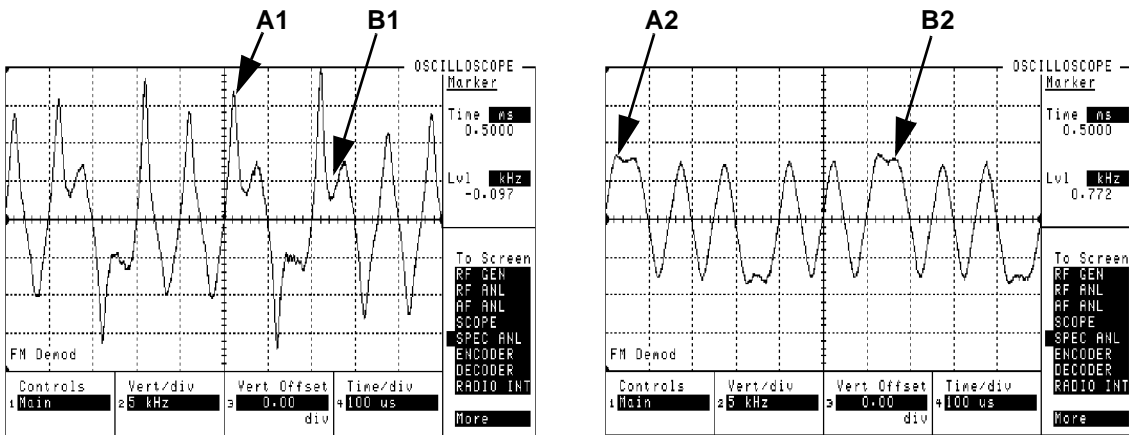 A1 B1
OSCILLOSCOPE
Marker
Time ms
0.5000
Lvl kHz
-0.097
To Screen
RF GEN
RF ANL
AF ANL
SCOPE
SPEC ANL
ENCODER
DECODER
RADIO INT
More
FM Demod
Controls Vert/div Vert Offset Time/div
1 Main 2 5 kHz 3 0.00 4 100 us
div
A2 B2
OSCILLOSCOPE
Marker
Time ms
0.5000
Lvl kHz
0.772
To Screen
RF GEN
RF ANL
AF ANL
SCOPE
SPEC ANL
ENCODER
DECODER
RADIO INT
More
FM Demod
Controls Vert/div Vert Offset Time/div
1 Main 2 5 kHz 3 0.00 4 100 us
div